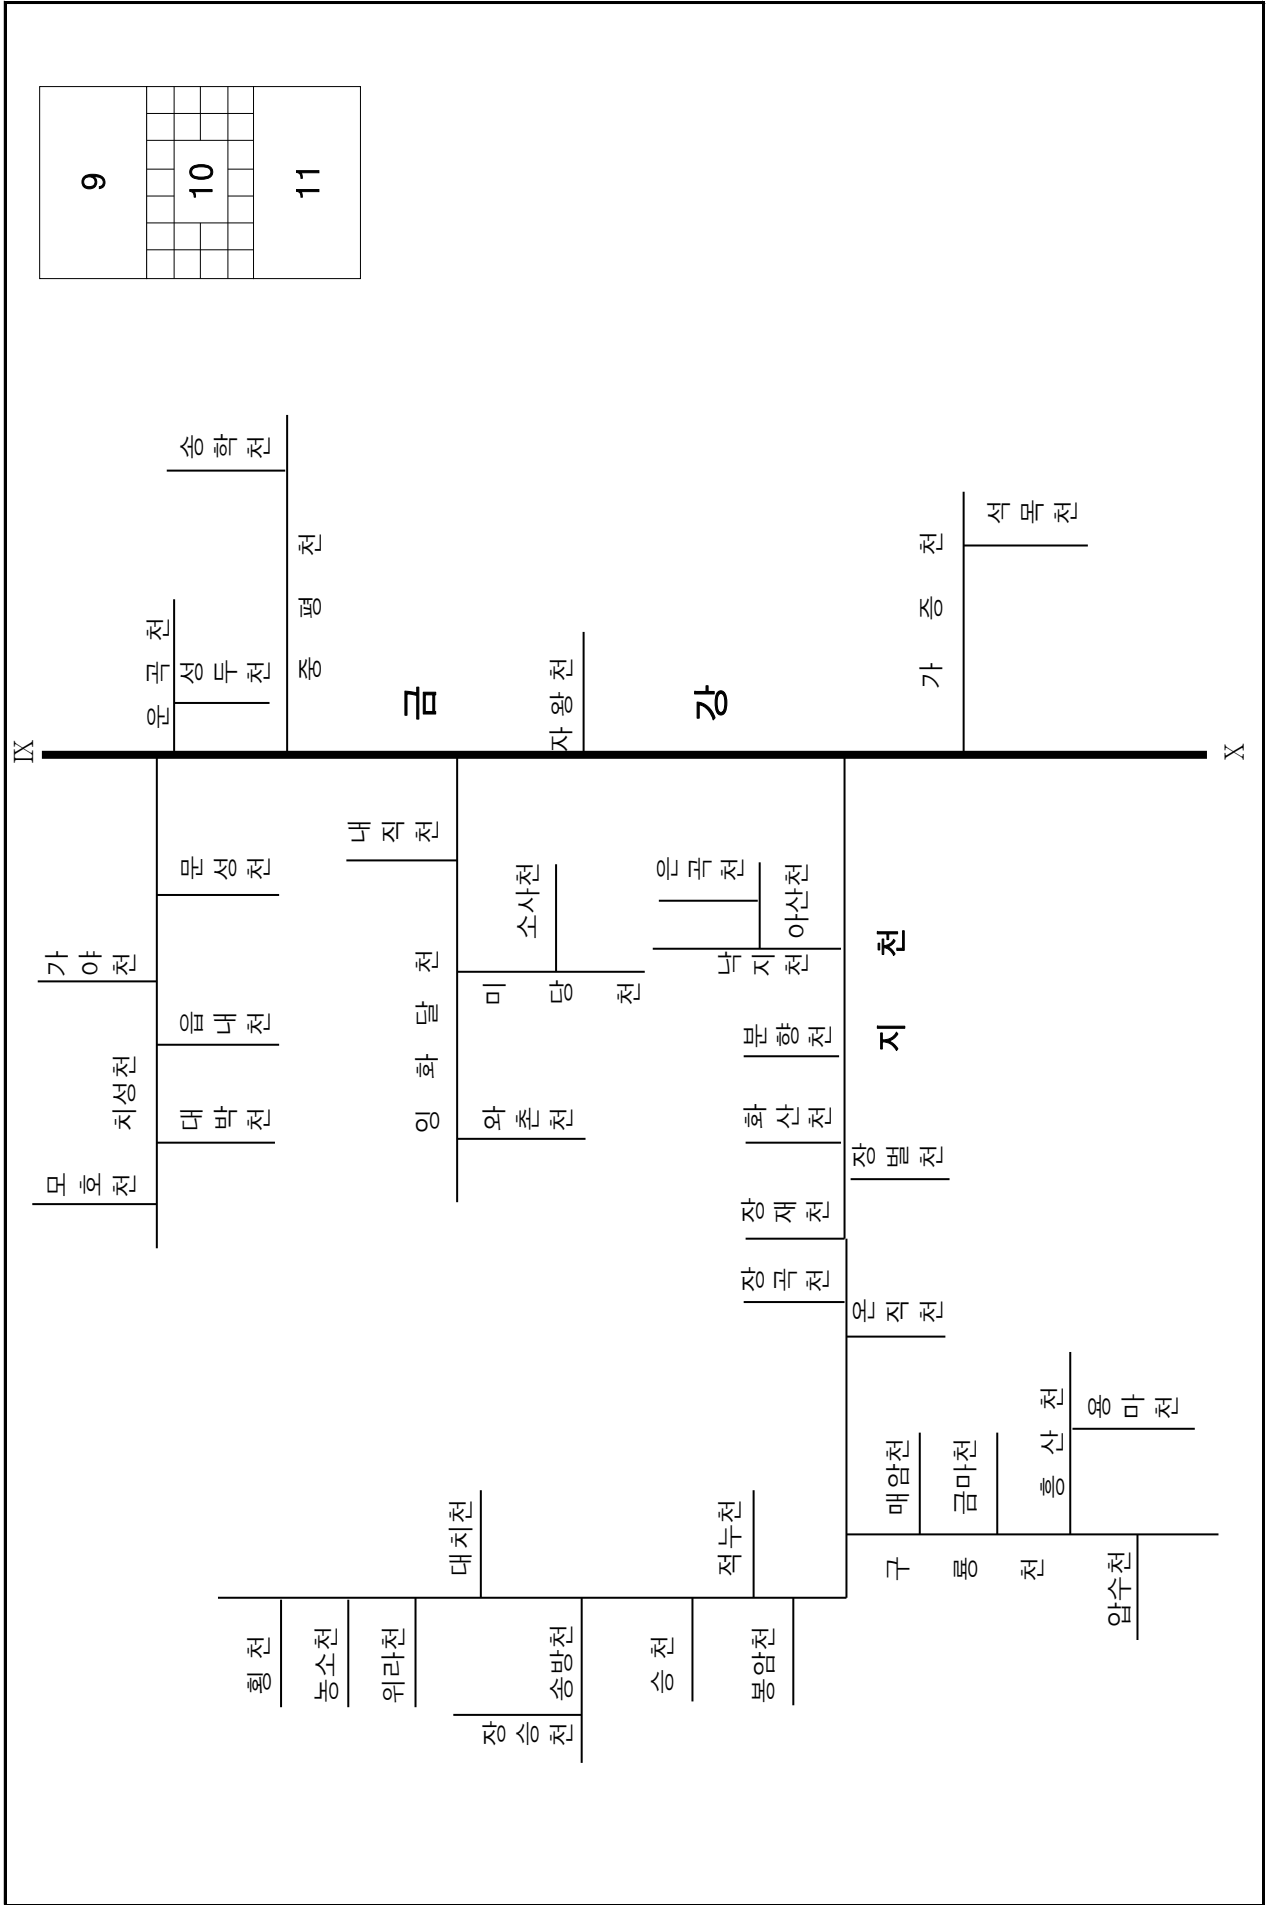 9
10
11
IX
모호천
가야천
치성천
대박천
읍내천
문성천
운곡천
성두천
송학천
중평천
금강
내직천
잉화달천
와촌천
미당천
소사천
자왕천
횡천
농소천
위라천
대치천
장승천
송방천
승천
적누천
봉암천
장곡천
장재천
화산천
분향천
낙지천
은곡천
아산천
지천
장벌천
온직천
가증천
석목천
구룡천
매암천
금마천
흥산천
용마천
압수천
X